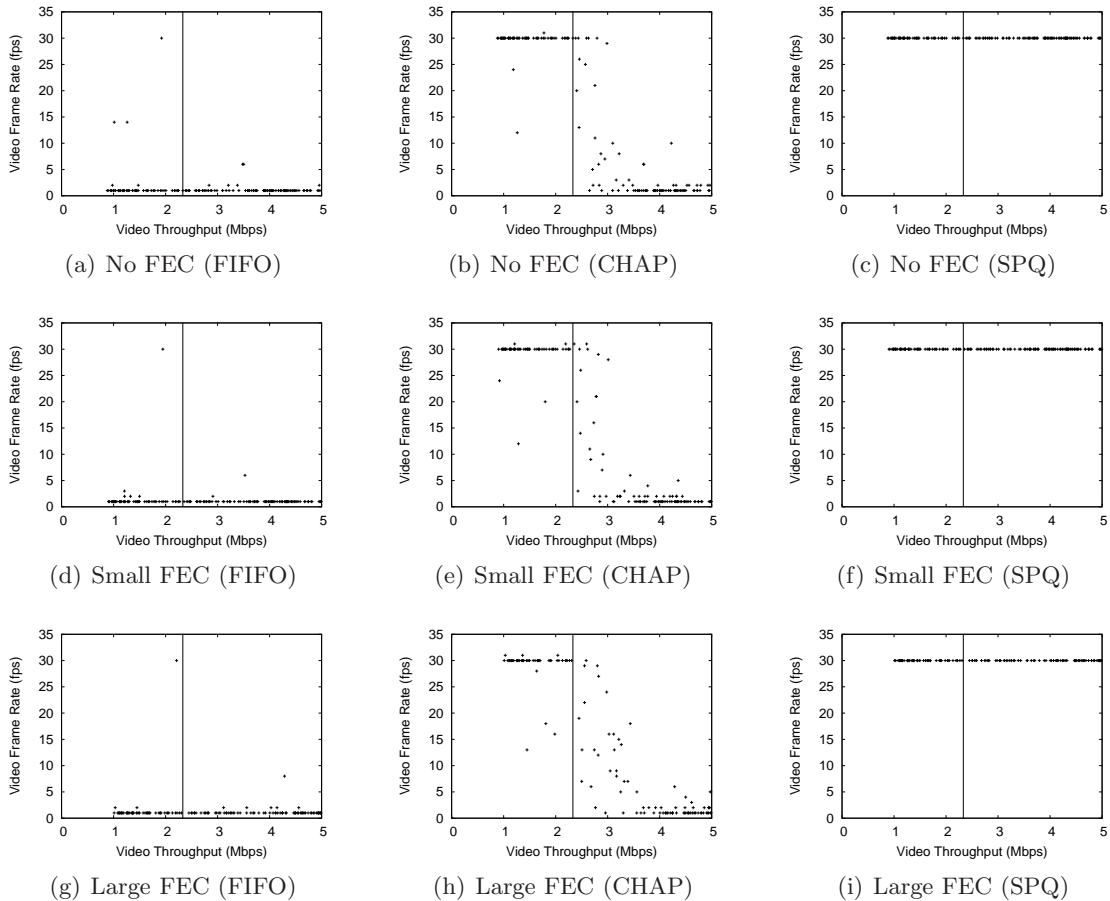 35
30
25
20
15
10
5
0
Video Frame Rate (fps)
0 1 2 3 4 5
Video Throughput (Mbps)
(a) No FEC (FIFO)
35
30
25
20
15
10
5
0
Video Frame Rate (fps)
0 1 2 3 4 5
Video Throughput (Mbps)
(b) No FEC (CHAP)
35
30
25
20
15
10
5
0
Video Frame Rate (fps)
0 1 2 3 4 5
Video Throughput (Mbps)
(c) No FEC (SPQ)
35
30
25
20
15
10
5
0
Video Frame Rate (fps)
0 1 2 3 4 5
Video Throughput (Mbps)
(d) Small FEC (FIFO)
35
30
25
20
15
10
5
0
Video Frame Rate (fps)
0 1 2 3 4 5
Video Throughput (Mbps)
(e) Small FEC (CHAP)
35
30
25
20
15
10
5
0
Video Frame Rate (fps)
0 1 2 3 4 5
Video Throughput (Mbps)
(f) Small FEC (SPQ)
35
30
25
20
15
10
5
0
Video Frame Rate (fps)
0 1 2 3 4 5
Video Throughput (Mbps)
(g) Large FEC (FIFO)
35
30
25
20
15
10
5
0
Video Frame Rate (fps)
0 1 2 3 4 5
Video Throughput (Mbps)
(h) Large FEC (CHAP)
35
30
25
20
15
10
5
0
Video Frame Rate (fps)
0 1 2 3 4 5
Video Throughput (Mbps)
(i) Large FEC (SPQ)